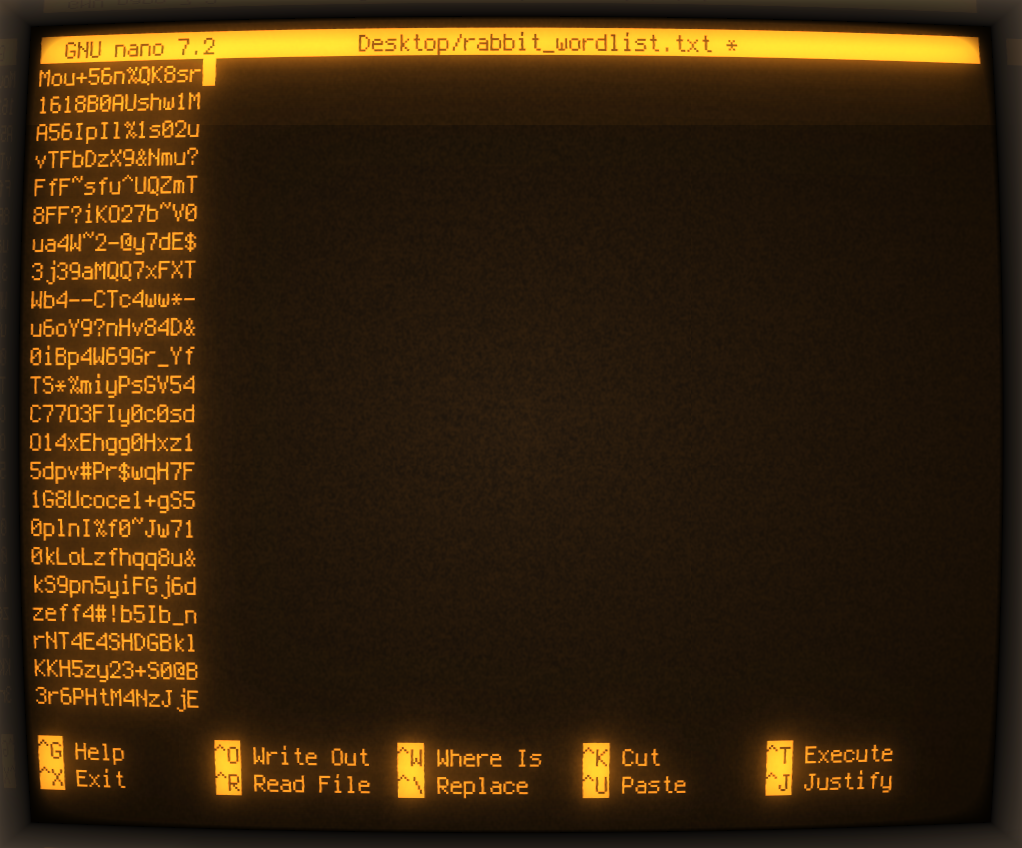 GNU nano 7.2 Desktop/rabbit_wordlist.txt *
Mou+56n%QK8sr
1618B0AUshw1M
A56IpIl%1s02u
vTFbDzX9&Nmu?
FfF~sfu^UQZmT
8FF?iKO27b~V0
ua4W~2-@y7dE$
3j39aMQQ7xFXT
Wb4--CTc4ww*-
u6oY9?nHv84D&
0iBp4W69Gr_Yf
TS*%miyPsGV54
C77O3FIy0c0sd
O14xEhgg0Hxz1
5dpv#Pr$wqH7F
1G8Ucoce1+gS5
0plnI%f0~Jw71
0kLoLzfhqq8u&
kS9pn5yiFGj6d
zeff4#!b5Ib_n
rNT4E4SHDGBkl
KKH5zy23+S0@B
3r6PHtM4NzJjE
^G Help ^O Write Out ^W Where Is ^K Cut ^T Execute
^X Exit ^R Read File ^\ Replace ^U Paste ^J Justify